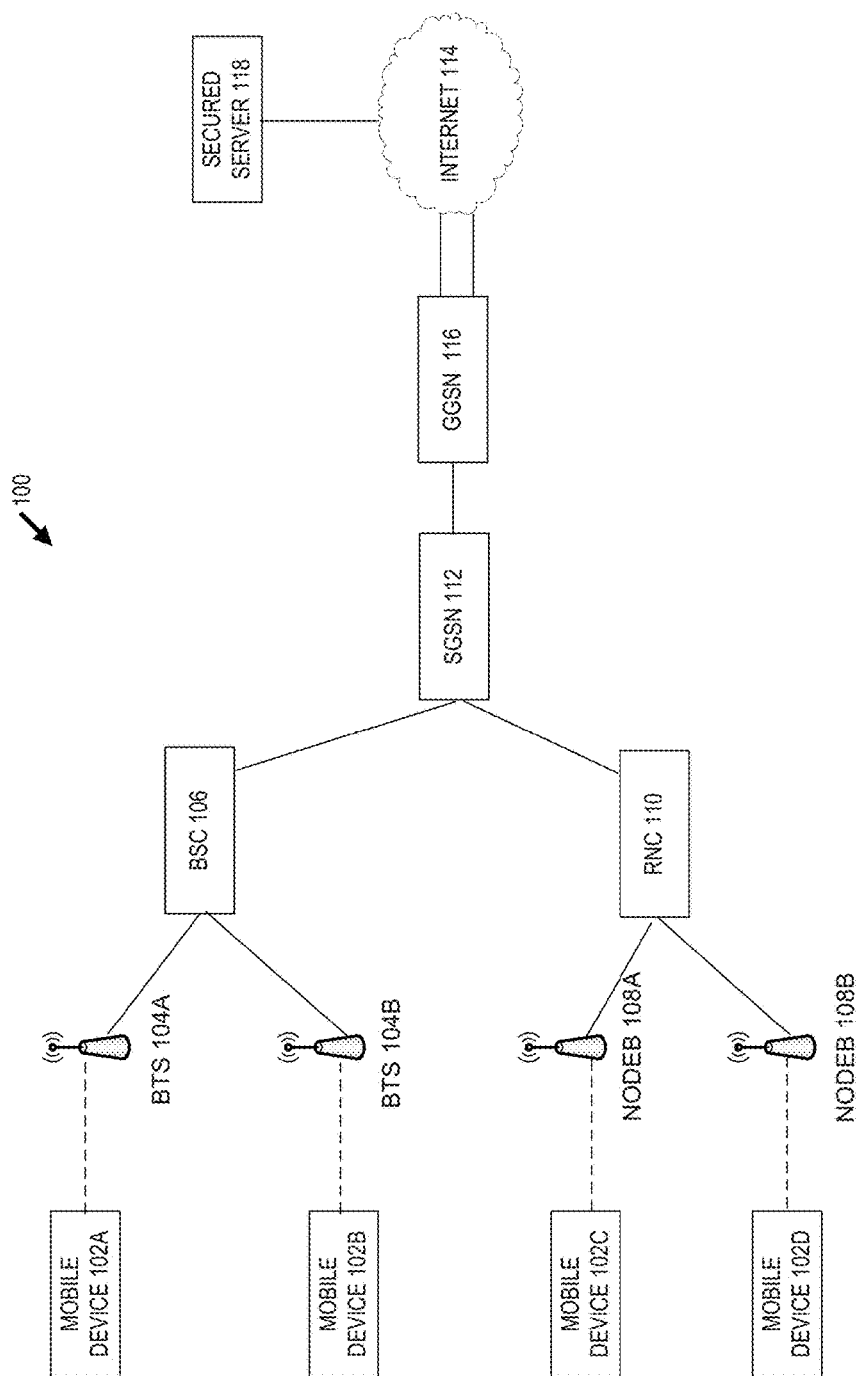 100
MOBILE
DEVICE 102A
BTS 104A
MOBILE
DEVICE 102B
BTS 104B
BSC 106
MOBILE
DEVICE 102C
NODEB 108A
MOBILE
DEVICE 102D
NODEB 108B
RNC 110
SGSN 112
GGSN 116
INTERNET 114
SECURED
SERVER 118